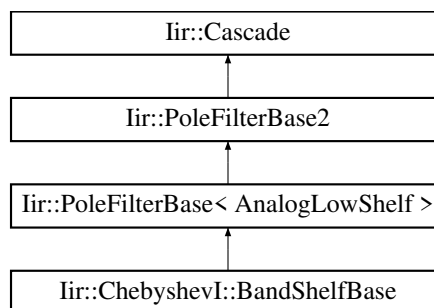 Iir::Cascade
Iir::PoleFilterBase2
Iir::PoleFilterBase< AnalogLowShelf >
Iir::ChebyshevI::BandShelfBase